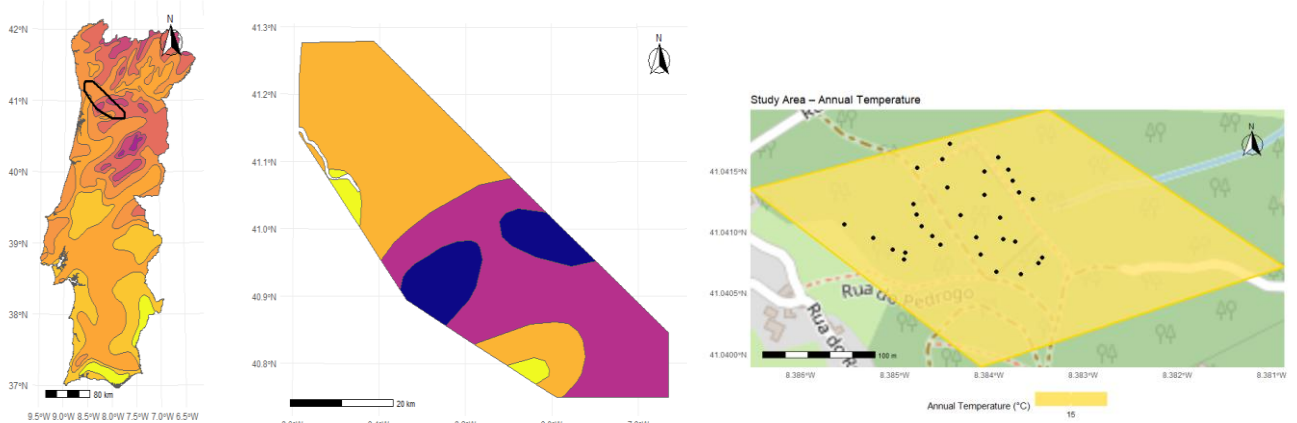 N
42°N
41°N
40°N
39°N
38°N
37°N
80 km
9.5°W 9.0°W 8.5°W 8.0°W 7.5°W 7.0°W 6.5°W
N
41.3°N
41.2°N
41.1°N
41.0°N
40.9°N
40.8°N
20 km
Study Area – Annual Temperature
N
41.0415°N
41.0410°N
41.0405°N
41.0400°N
Rua do Pedrogo
Rua do
100 m
8.386°W 8.385°W 8.384°W 8.383°W 8.382°W 8.381°W
Annual Temperature (°C)
15